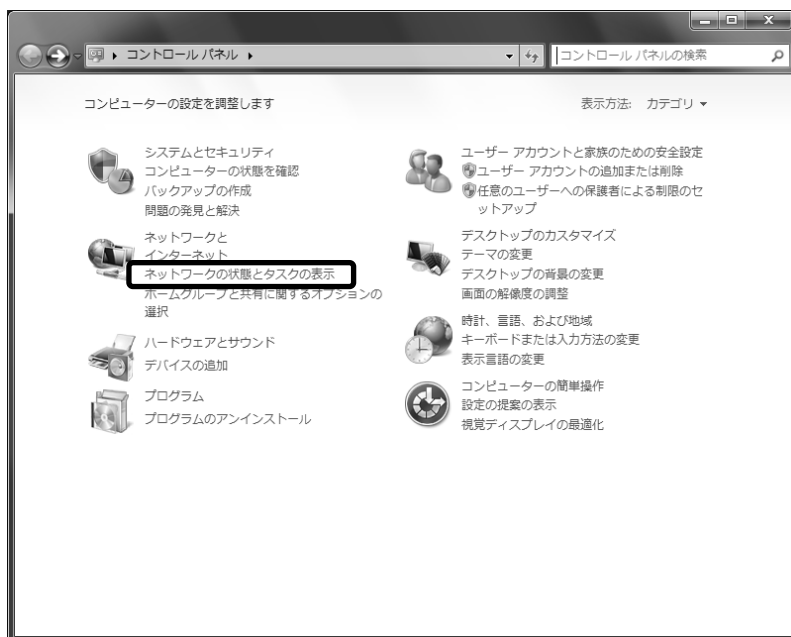 コントロール パネル
コントロール パネルの検索
コンピューターの設定を調整します
表示方法: カテゴリ
システムとセキュリティ
コンピューターの状態を確認
バックアップの作成
問題の発見と解決
ネットワークと
インターネット
ネットワークの状態とタスクの表示
ホームグループと共有に関するオプションの
選択
ハードウェアとサウンド
デバイスの追加
プログラム
プログラムのアンインストール
ユーザー アカウントと家族のための安全設定
ユーザー アカウントの追加または削除
任意のユーザーへの保護者による制限のセ
ットアップ
デスクトップのカスタマイズ
テーマの変更
デスクトップの背景の変更
画面の解像度の調整
時計、言語、および地域
キーボードまたは入力方法の変更
表示言語の変更
コンピューターの簡単操作
設定の提案の表示
視覚ディスプレイの最適化